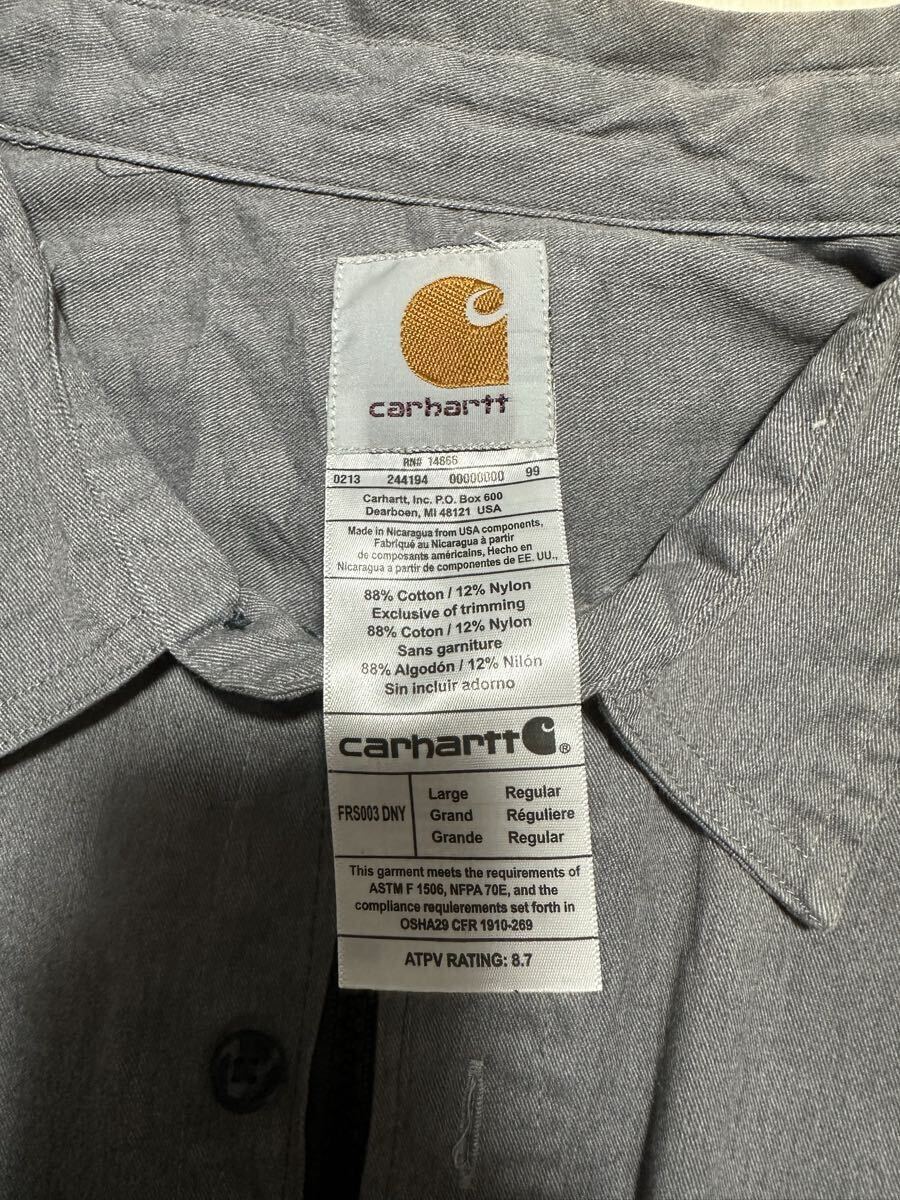 carhartt
RN# 14866
0213 244194 00000000 99
Carhartt, Inc. P.O. Box 600
Dearboen, MI 48121 USA
Made in Nicaragua from USA components,
Fabriqué au Nicaragua à partir
de composants américains, Hecho en
Nicaragua a partir de componentes de EE. UU.,
88% Cotton / 12% Nylon
Exclusive of trimming
88% Coton / 12% Nylon
Sans garniture
88% Algodón / 12% Nilón
Sin incluir adorno
carhartt ®
FRS003 DNY
Large Regular
Grand Réguliere
Grande Regular
This garment meets the requirements of
ASTM F 1506, NFPA 70E, and the
compliance requierements set forth in
OSHA29 CFR 1910-269
ATPV RATING: 8.7